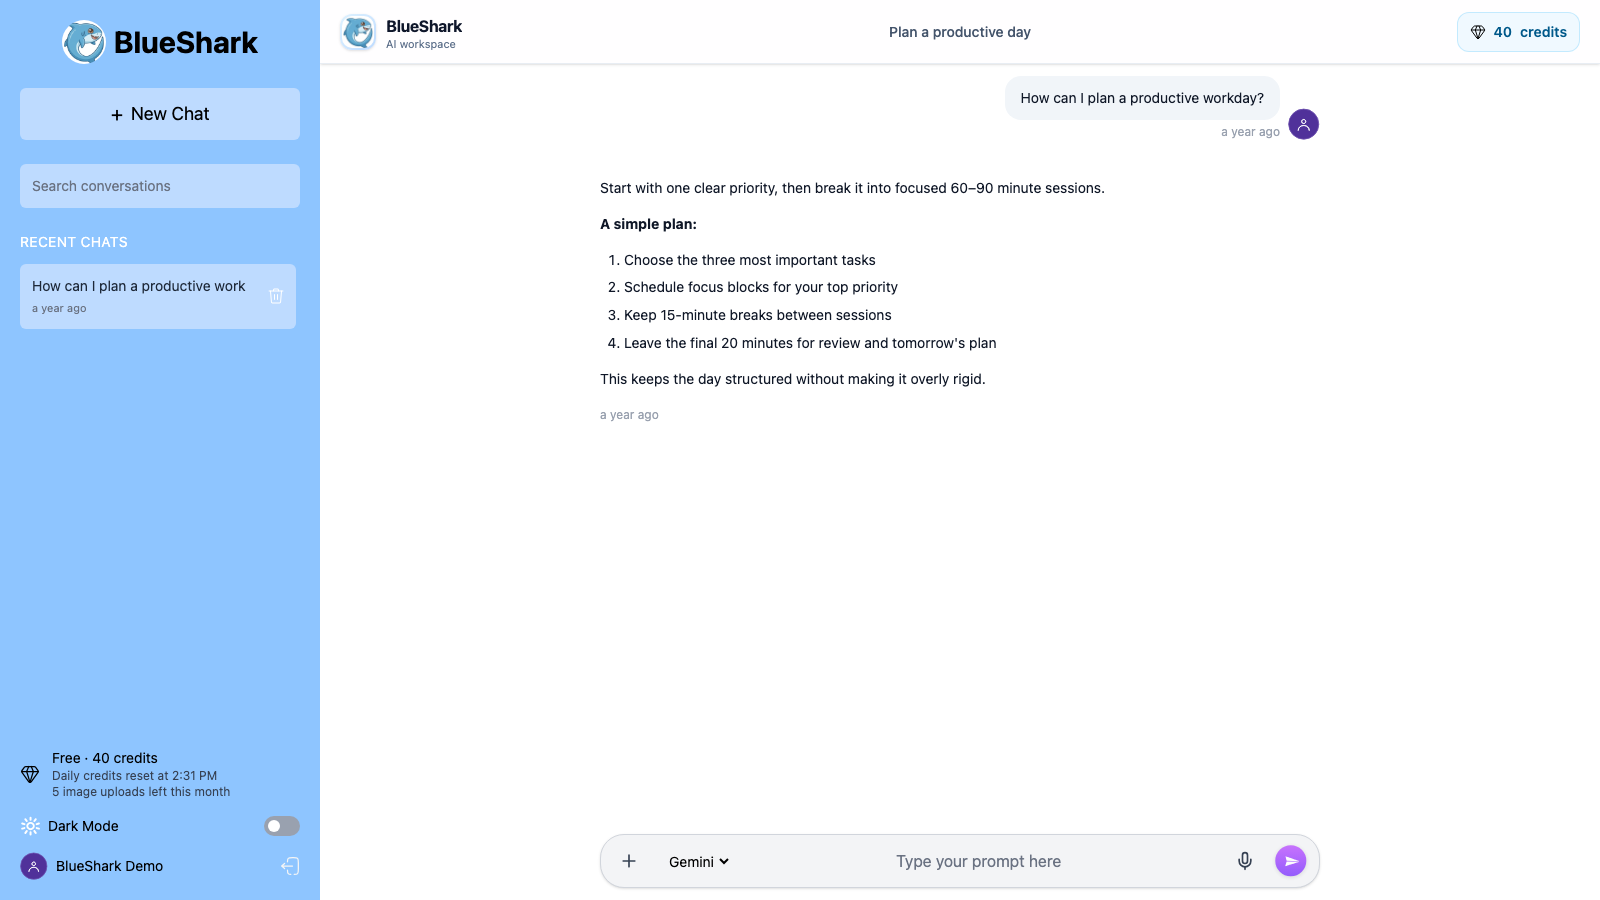 BlueShark
+ New Chat
Search conversations
RECENT CHATS
How can I plan a productive work
a year ago
Free · 40 credits
Daily credits reset at 2:31 PM
5 image uploads left this month
Dark Mode
BlueShark Demo
BlueShark
AI workspace
Plan a productive day
40 credits
How can I plan a productive workday?
a year ago
Start with one clear priority, then break it into focused 60–90 minute sessions.
A simple plan:
1. Choose the three most important tasks
2. Schedule focus blocks for your top priority
3. Keep 15-minute breaks between sessions
4. Leave the final 20 minutes for review and tomorrow's plan
This keeps the day structured without making it overly rigid.
a year ago
Gemini
Type your prompt here